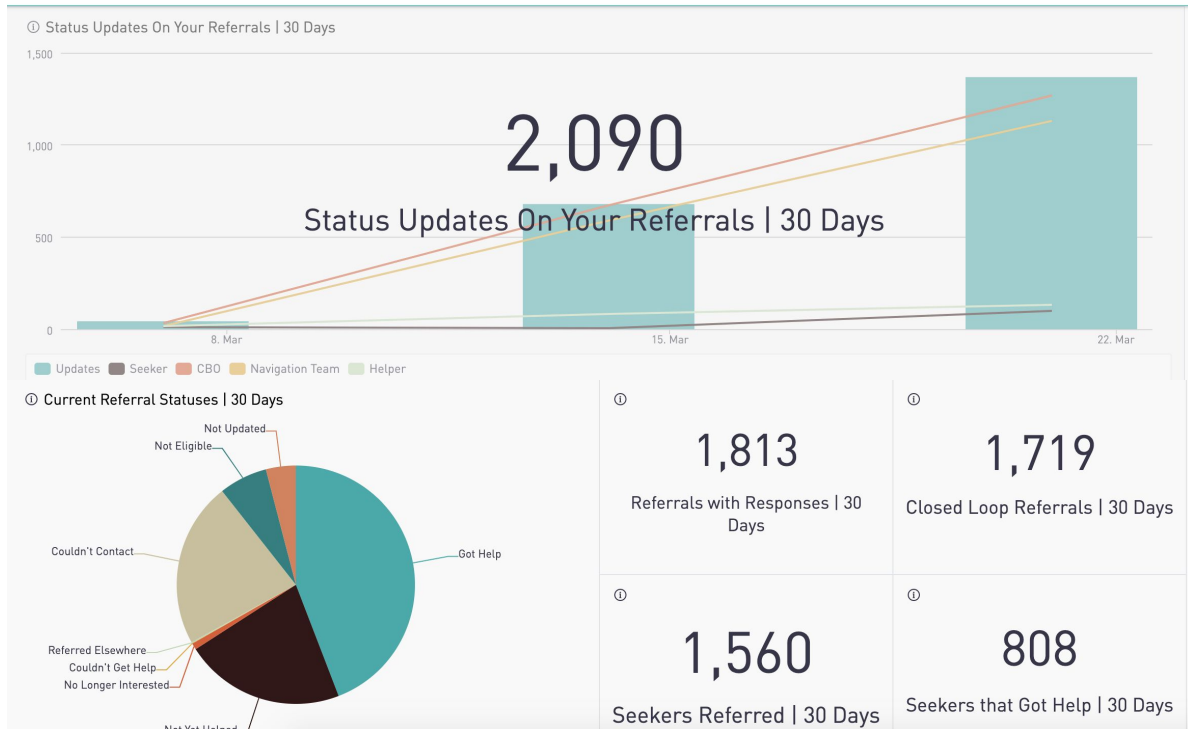 Status Updates On Your Referrals | 30 Days
1,500
1,000
500
0
2,090
Status Updates On Your Referrals | 30 Days
8. Mar
15. Mar
22. Mar
Updates
Seeker
CBO
Navigation Team
Helper
Current Referral Statuses | 30 Days
Not Updated
Not Eligible
Couldn't Contact
Got Help
Referred Elsewhere
Couldn't Get Help
No Longer Interested
Not Yet Helped
1,813
Referrals with Responses | 30
Days
1,719
Closed Loop Referrals | 30 Days
1,560
Seekers Referred | 30 Days
808
Seekers that Got Help | 30 Days